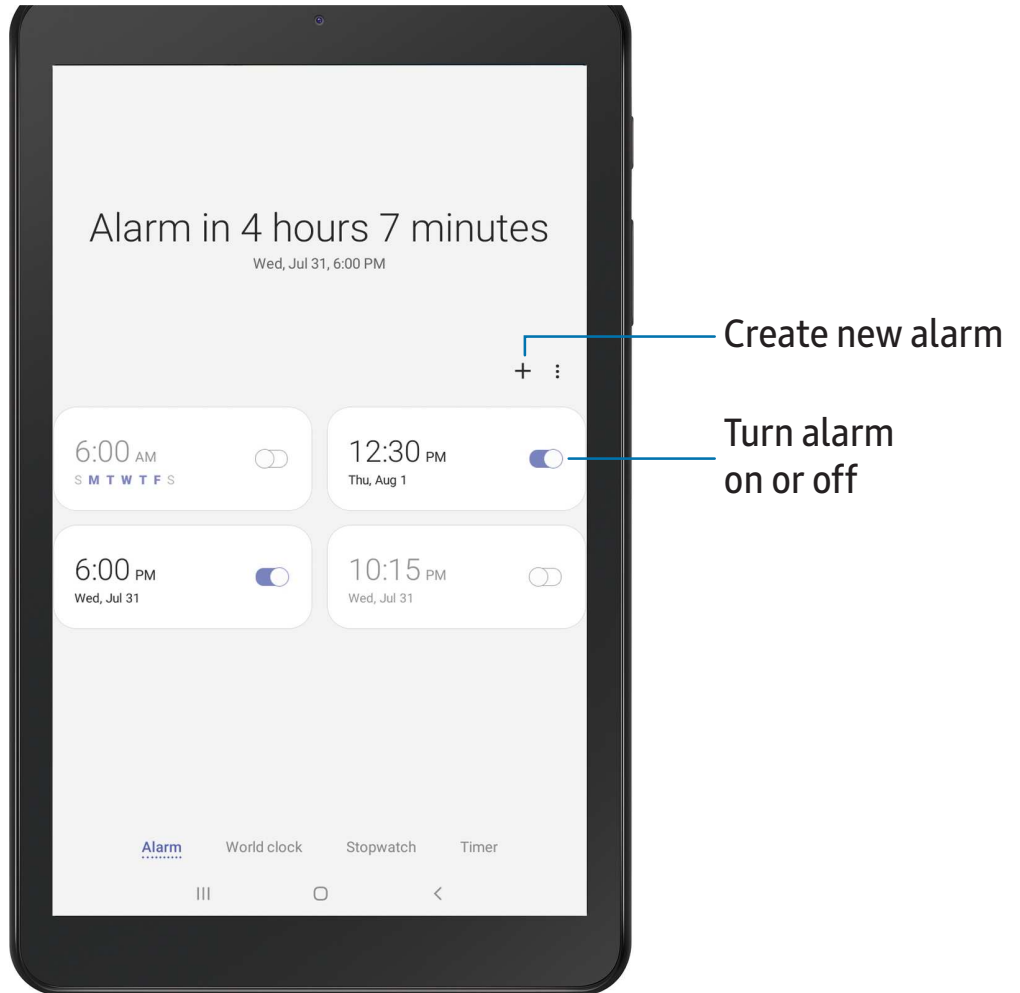 Alarm in 4 hours 7 minutes
Wed, Jul 31, 6:00 PM
Create new alarm
6:00 AM
S M T W T F S
12:30 PM
Thu, Aug 1
Turn alarm
on or off
6:00 PM
Wed, Jul 31
10:15 PM
Wed, Jul 31
Alarm World clock Stopwatch Timer